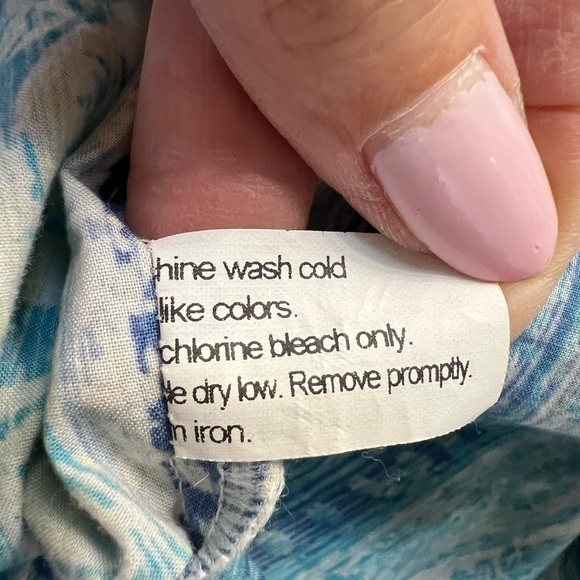 hine wash cold
like colors.
chlorine bleach only.
le dry low. Remove promptly.
m iron.